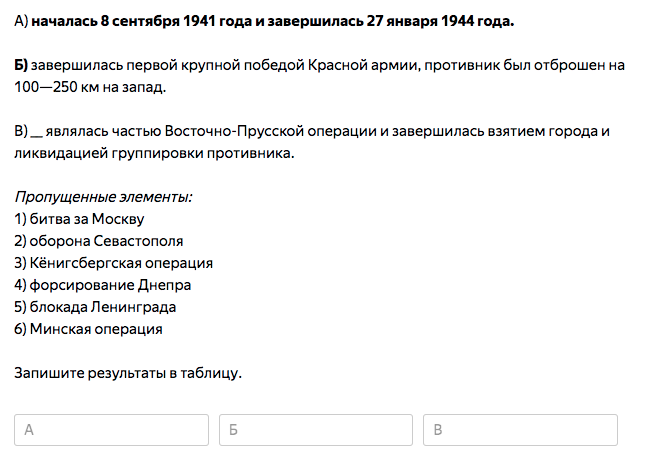 А) началась 8 сентября 1941 года и завершилась 27 января 1944 года.
Б) завершилась первой крупной победой Красной армии, противник был отброшен на
100—250 км на запад.
В) __ являлась частью Восточно-Прусской операции и завершилась взятием города и
ликвидацией группировки противника.
Пропущенные элементы:
1) битва за Москву
2) оборона Севастополя
3) Кёнигсбергская операция
4) форсирование Днепра
5) блокада Ленинграда
6) Минская операция
Запишите результаты в таблицу.
А Б В